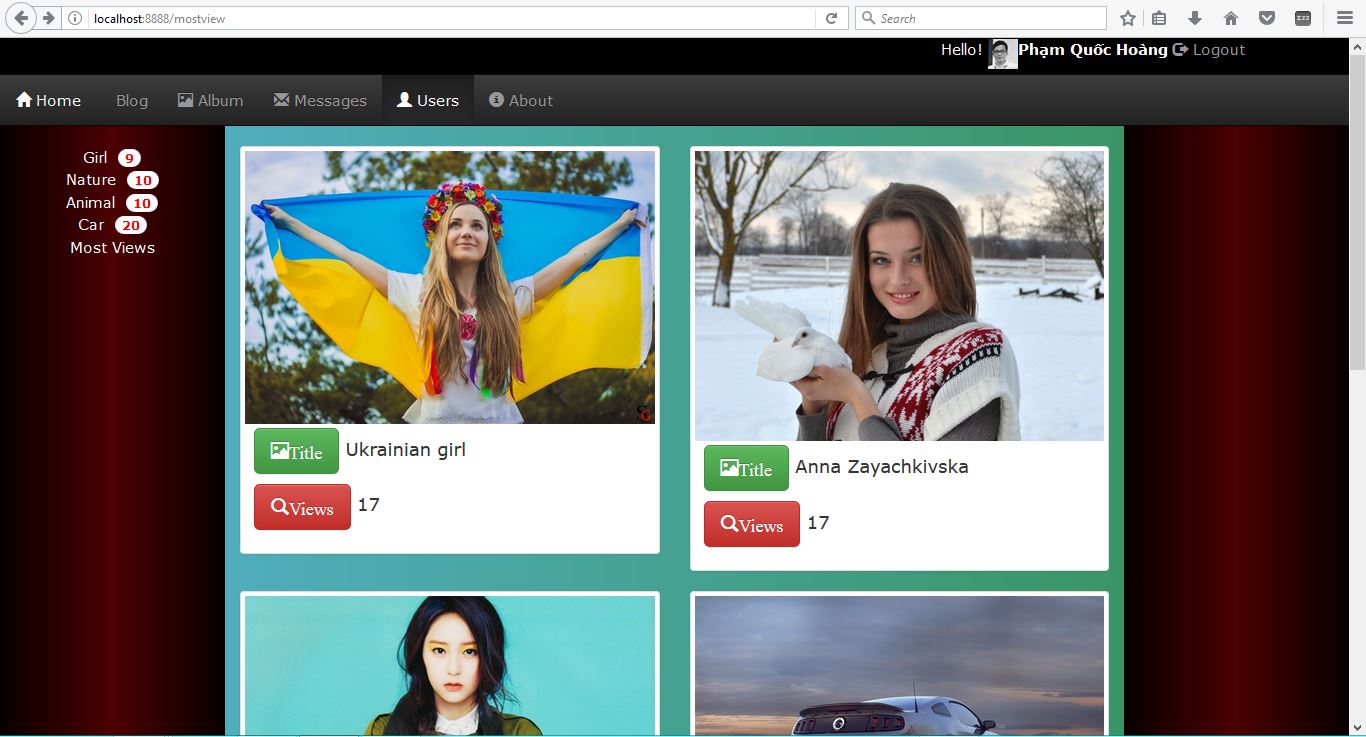 localhost:8888/mostview
Search
zzz
Hello! Phạm Quốc Hoàng Logout
Home Blog Album Messages Users About
Girl 9
Nature 10
Animal 10
Car 20
Most Views
Title Ukrainian girl
Views 17
Title Anna Zayachkivska
Views 17